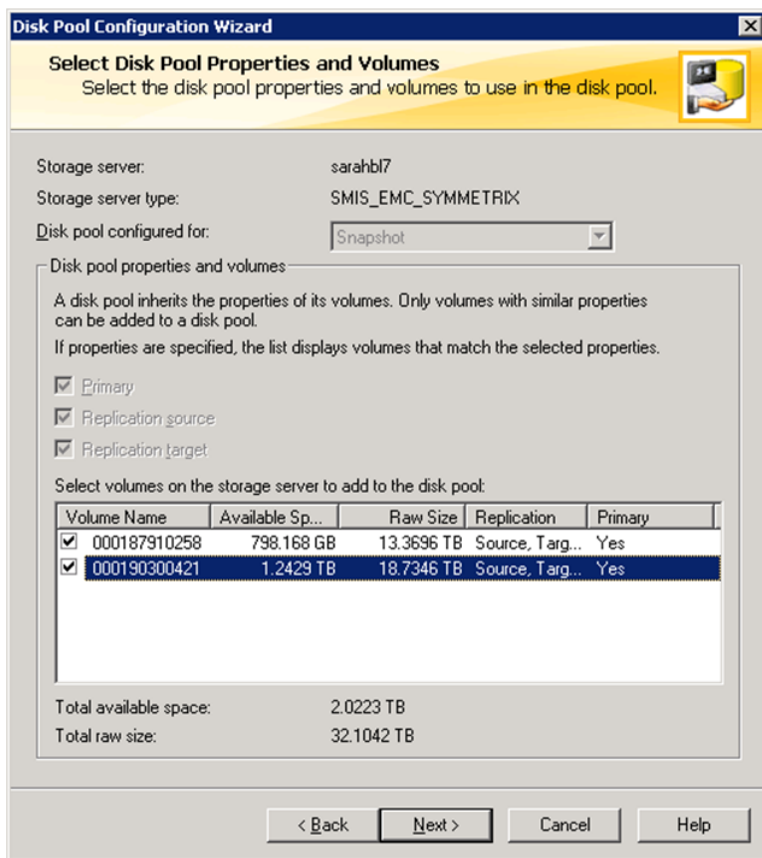 Disk Pool Configuration Wizard
Select Disk Pool Properties and Volumes
Select the disk pool properties and volumes to use in the disk pool.
Storage server: sarahbl7
Storage server type: SMIS_EMC_SYMMETRIX
Disk pool configured for: Snapshot
Disk pool properties and volumes
A disk pool inherits the properties of its volumes. Only volumes with similar properties
can be added to a disk pool.
If properties are specified, the list displays volumes that match the selected properties.
Primary
Replication source
Replication target
Select volumes on the storage server to add to the disk pool:
Volume Name Available Sp... Raw Size Replication Primary
000187910258 798.168 GB 13.3696 TB Source, Targ... Yes
000190300421 1.2429 TB 18.7346 TB Source, Targ... Yes
Total available space: 2.0223 TB
Total raw size: 32.1042 TB
< Back Next > Cancel Help